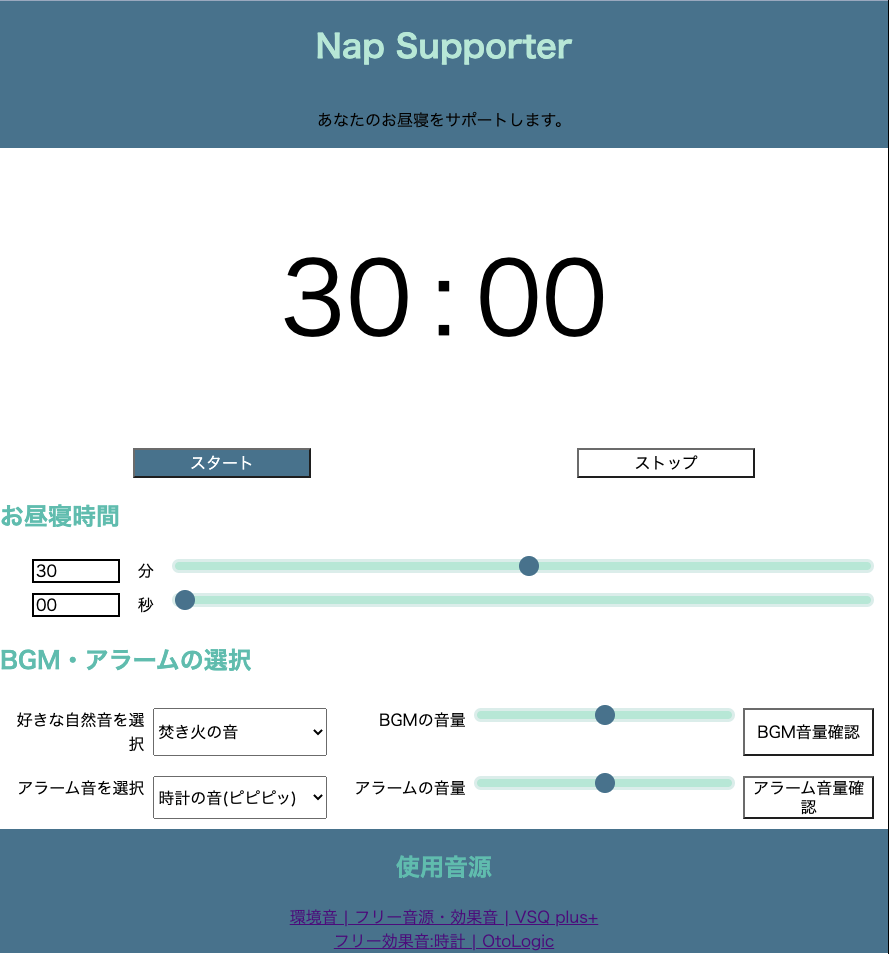 Nap Supporter
あなたのお昼寝をサポートします。
30:00
スタート
ストップ
お昼寝時間
30 分
00 秒
BGM・アラームの選択
好きな自然音を選
択
焚き火の音
BGMの音量
BGM音量確認
アラーム音を選択
時計の音(ピピピッ)
アラームの音量
アラーム音量確
認
使用音源
環境音 | フリー音源・効果音 | VSQ plus+
フリー効果音:時計 | OtoLogic